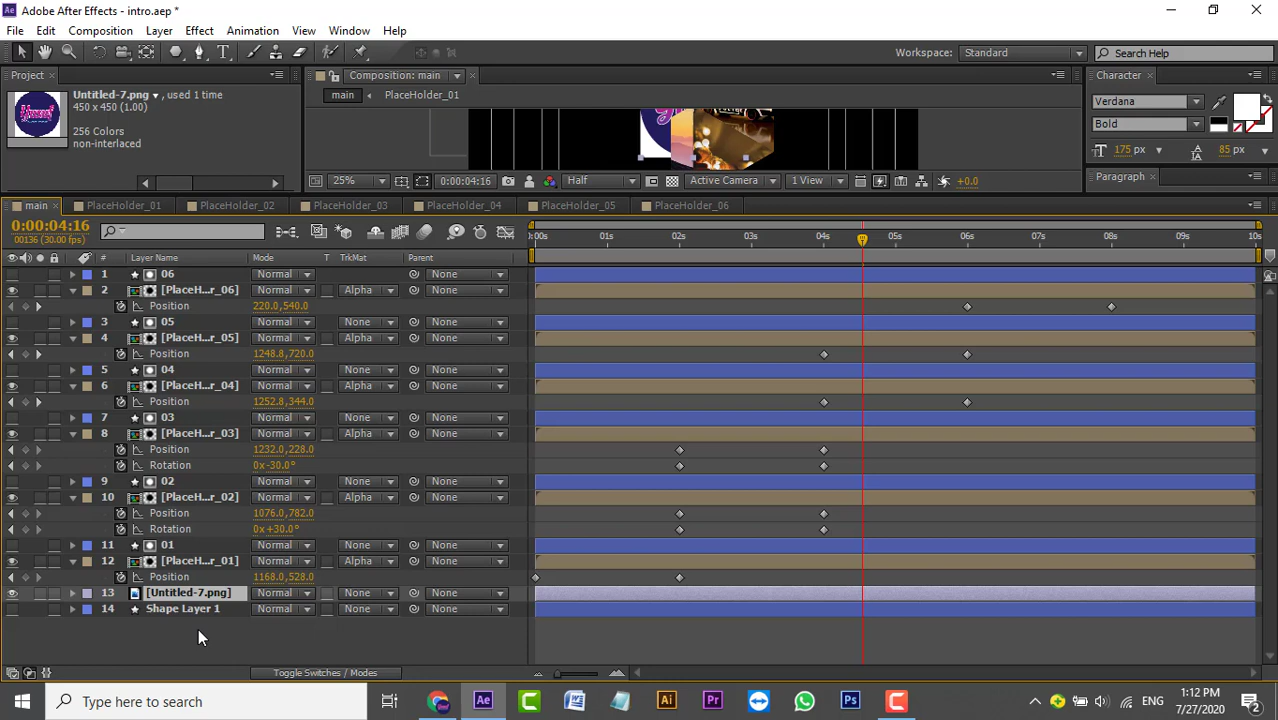 Adobe After Effects - intro.aep *
File Edit Composition Layer Effect Animation View Window Help
Workspace: Standard Search Help
Project Composition: main Character
Untitled-7.png , used 1 time
450 x 450 (1.00)
main PlaceHolder_01
Verdana
256 Colors
non-interlaced
Bold
175 px 85 px
25% 0:00:04:16 Half Active Camera 1 View +0.0
Paragraph
main PlaceHolder_01 PlaceHolder_02 PlaceHolder_03 PlaceHolder_04 PlaceHolder_05 PlaceHolder_06
0:00:04:16
00136 (30.00 fps)
:00s 01s 02s 03s 04s 05s 06s 07s 08s 09s 10s
# Layer Name Mode T TrkMat Parent
1 06 Normal None
2 [PlaceH...r_06] Normal Alpha None
Position 220.0,540.0
3 05 Normal None None
4 [PlaceH...r_05] Normal Alpha None
Position 1248.8,720.0
5 04 Normal None None
6 [PlaceH...r_04] Normal Alpha None
Position 1252.8,344.0
7 03 Normal None None
8 [PlaceH...r_03] Normal Alpha None
Position 1232.0,228.0
Rotation 0x-30.0°
9 02 Normal None None
10 [PlaceH...r_02] Normal Alpha None
Position 1076.0,782.0
Rotation 0x+30.0°
11 01 Normal None None
12 [PlaceH...r_01] Normal Alpha None
Position 1168.0,528.0
13 [Untitled-7.png] Normal None None
14 Shape Layer 1 Normal None None
Toggle Switches / Modes
Type here to search
ENG
1:12 PM
7/27/2020
2